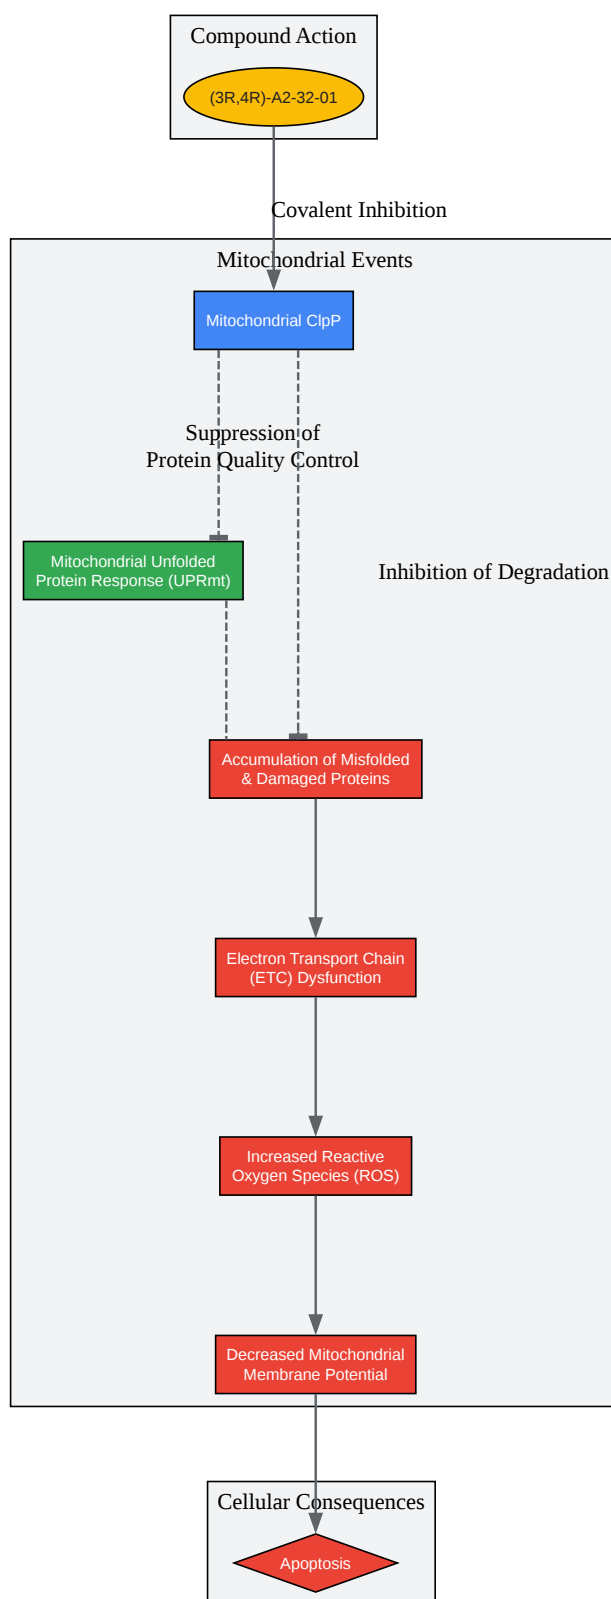 Compound Action
(3R,4R)-A2-32-01
Covalent Inhibition
Mitochondrial Events
Mitochondrial ClpP
Suppression of
Protein Quality Control
Mitochondrial Unfolded
Protein Response (UPRmt)
Inhibition of Degradation
Accumulation of Misfolded
& Damaged Proteins
Electron Transport Chain
(ETC) Dysfunction
Increased Reactive
Oxygen Species (ROS)
Decreased Mitochondrial
Membrane Potential
Cellular Consequences
Apoptosis